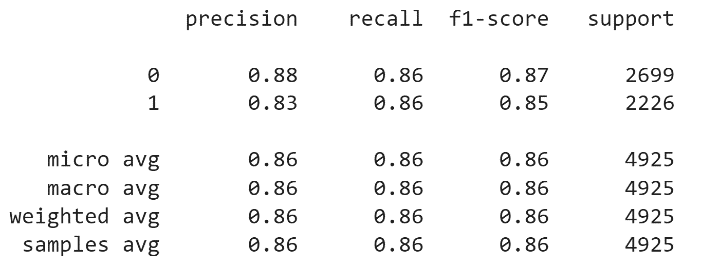 precision recall f1-score support
0 0.88 0.86 0.87 2699
1 0.83 0.86 0.85 2226
micro avg 0.86 0.86 0.86 4925
macro avg 0.86 0.86 0.86 4925
weighted avg 0.86 0.86 0.86 4925
samples avg 0.86 0.86 0.86 4925